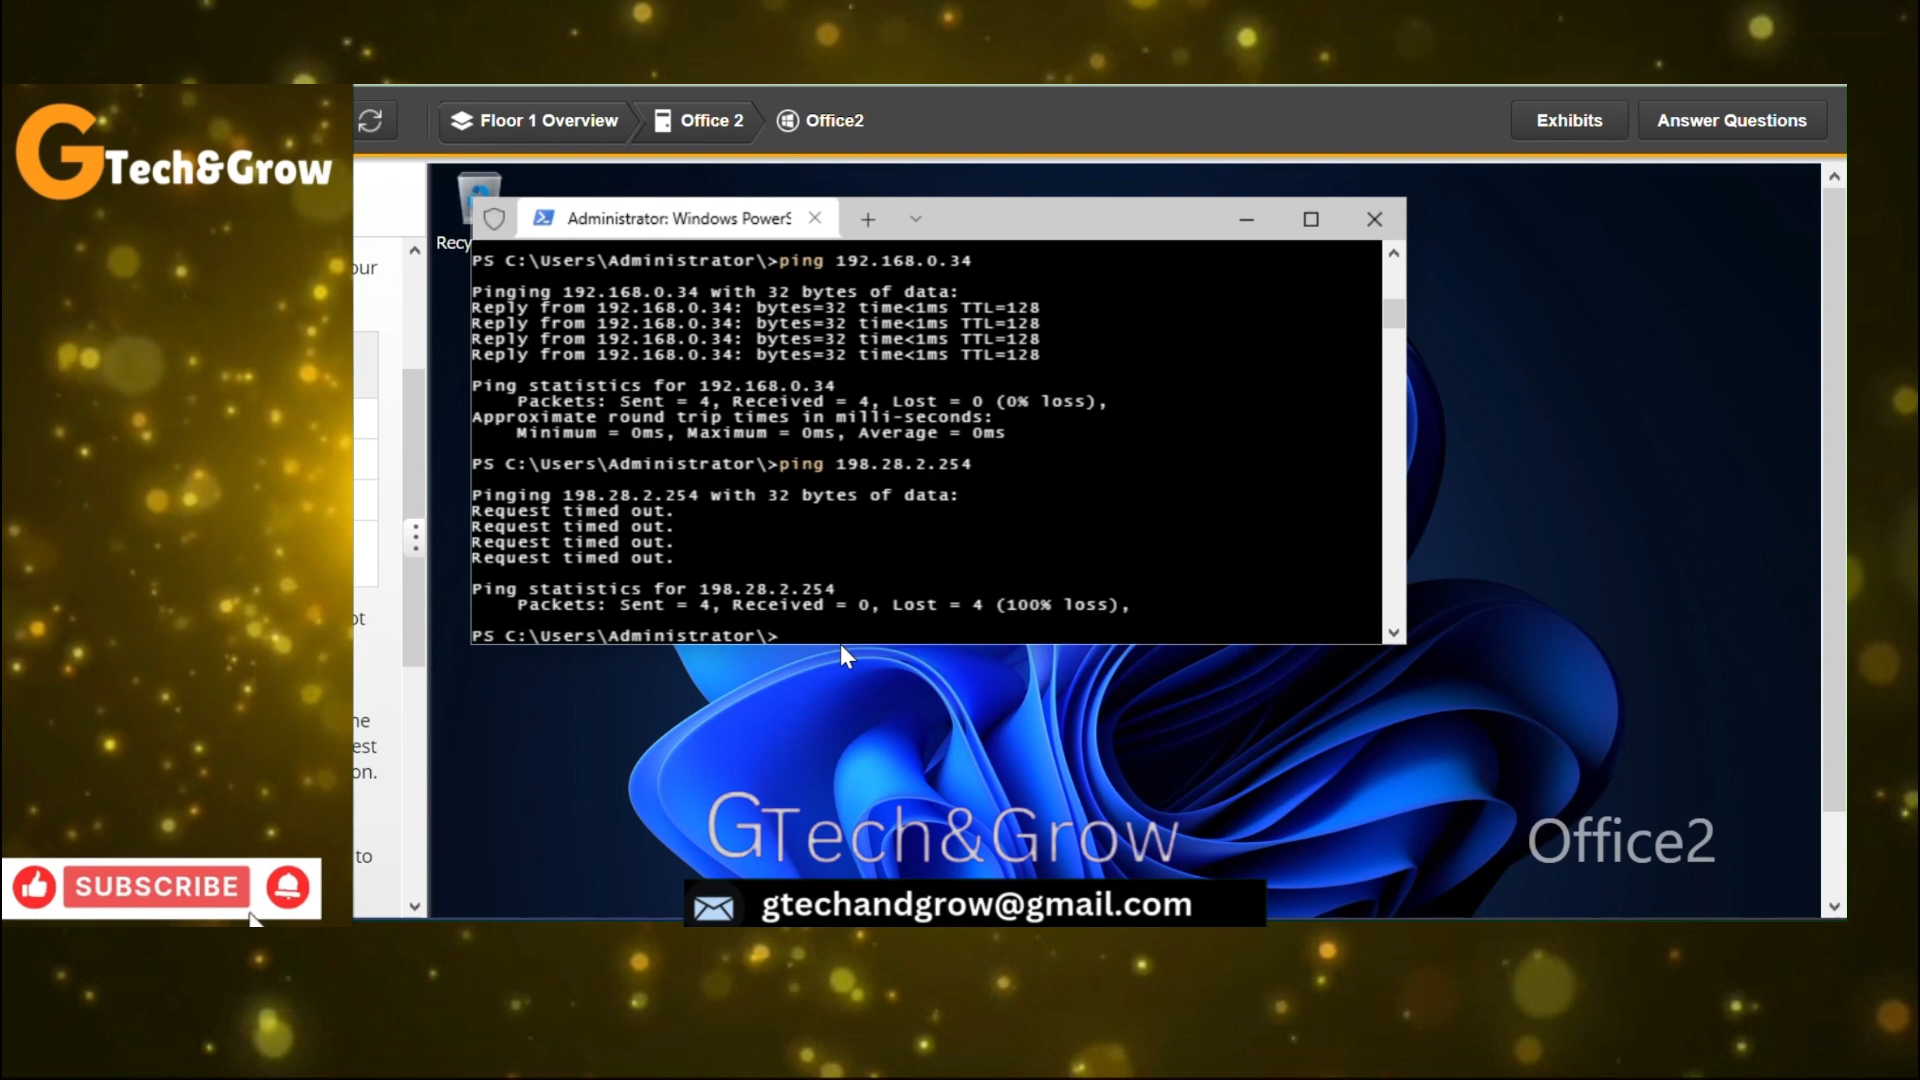 GTech&Grow
Floor 1 Overview
Office 2
Office2
Exhibits
Answer Questions
Recy
Administrator: Windows PowerS
PS C:\Users\Administrator\>ping 192.168.0.34
Pinging 192.168.0.34 with 32 bytes of data:
Reply from 192.168.0.34: bytes=32 time<1ms TTL=128
Reply from 192.168.0.34: bytes=32 time<1ms TTL=128
Reply from 192.168.0.34: bytes=32 time<1ms TTL=128
Reply from 192.168.0.34: bytes=32 time<1ms TTL=128
Ping statistics for 192.168.0.34
Packets: Sent = 4, Received = 4, Lost = 0 (0% loss),
Approximate round trip times in milli-seconds:
Minimum = 0ms, Maximum = 0ms, Average = 0ms
PS C:\Users\Administrator\>ping 198.28.2.254
Pinging 198.28.2.254 with 32 bytes of data:
Request timed out.
Request timed out.
Request timed out.
Request timed out.
Ping statistics for 198.28.2.254
Packets: Sent = 4, Received = 0, Lost = 4 (100% loss),
PS C:\Users\Administrator\>
our
ot
he
est
on.
to
GTech&Grow
Office2
SUBSCRIBE
gtechandgrow@gmail.com